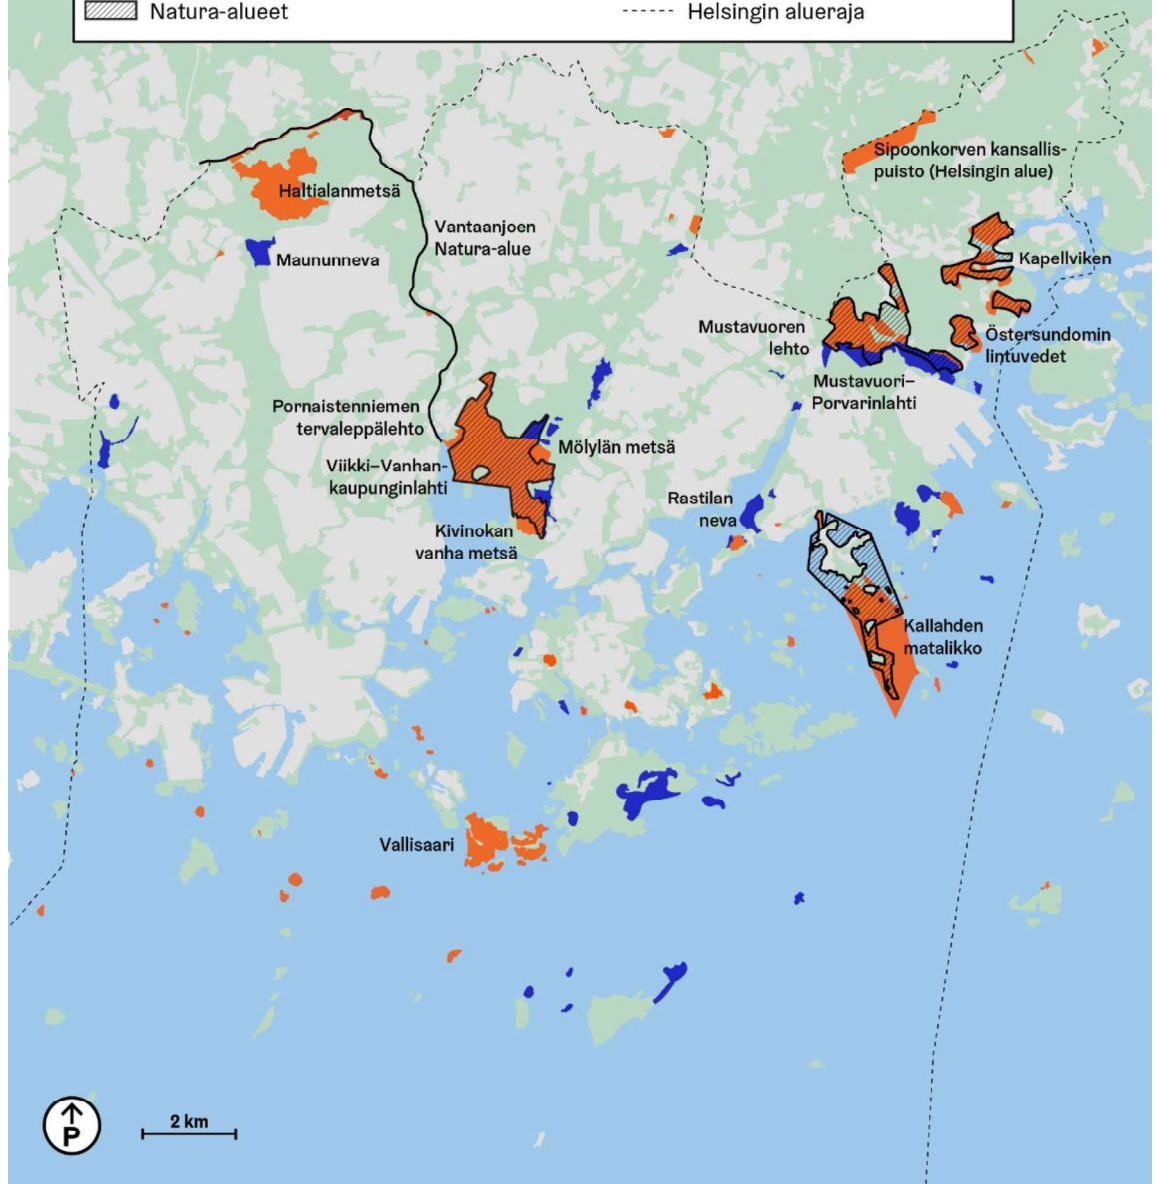 Natura-alueet
Helsingin alueraja
Sipoonkorven kansallis-
puisto (Helsingin alue)
Haltialanmetsä
Vantaanjoen
Natura-alue
Maununneva
Kapellviken
Mustavuoren
lehto
Östersundomin
lintuvedet
Mustavuori–
Porvarinlahti
Pornaistenniemen
tervaleppälehto
Mölylän metsä
Viikki–Vanhan-
kaupunginlahti
Rastilan
neva
Kivinokan
vanha metsä
Kallahden
matalikko
Vallisaari
P
2 km